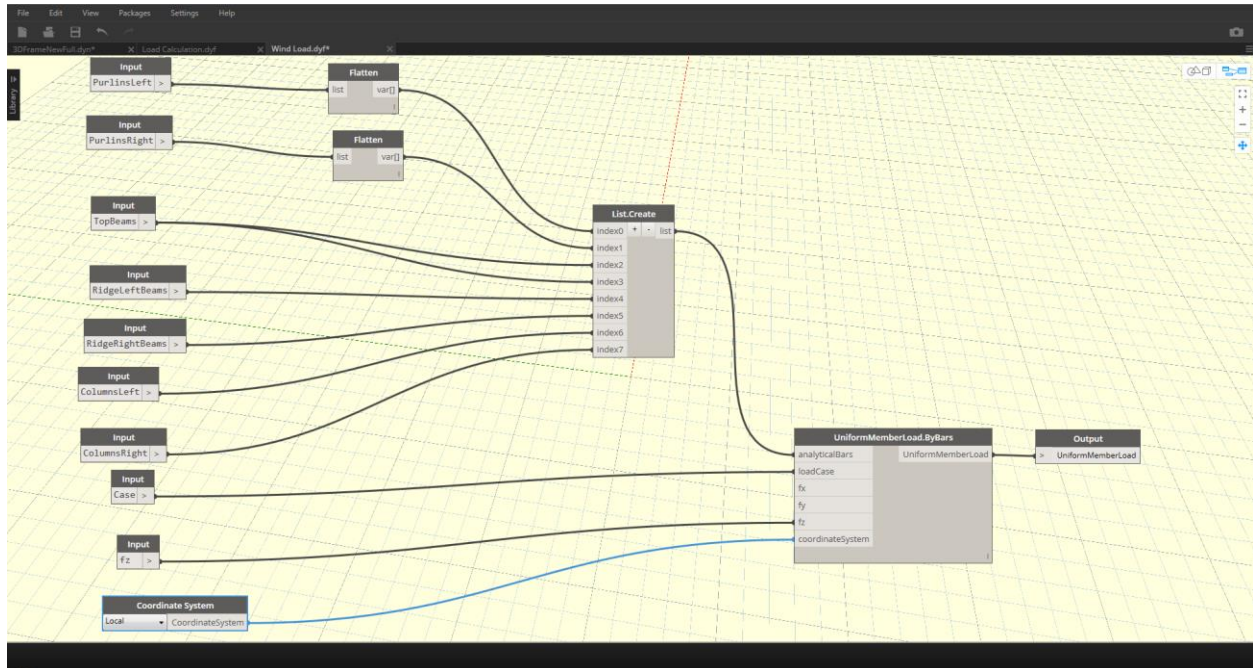 File Edit View Packages Settings Help
3DFrameNewFull.dyn* X Load Calculation.dyf X Wind Load.dyf* X
Library
Input
PurlinsLeft >
Flatten
list var[]
l
Input
PurlinsRight >
Flatten
list var[]
l
Input
TopBeams >
List.Create
index0 + - list
index1
index2
index3
index4
index5
index6
index7
Input
RidgeLeftBeams >
Input
RidgeRightBeams >
Input
ColumnsLeft >
Input
ColumnsRight >
Input
Case >
UniformMemberLoad.ByBars
analyticalBars UniformMemberLoad
loadCase
fx
fy
fz
coordinateSystem
l
Output
> UniformMemberLoad
Input
fz >
Coordinate System
Local CoordinateSystem